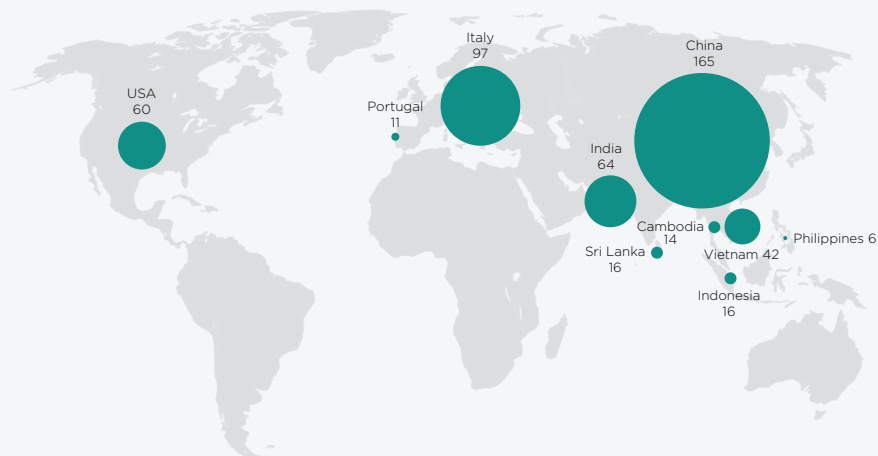 Italy
97
China
165
USA
60
Portugal
11
India
64
Cambodia
14
Philippines 6
Sri Lanka
16
Vietnam 42
Indonesia
16